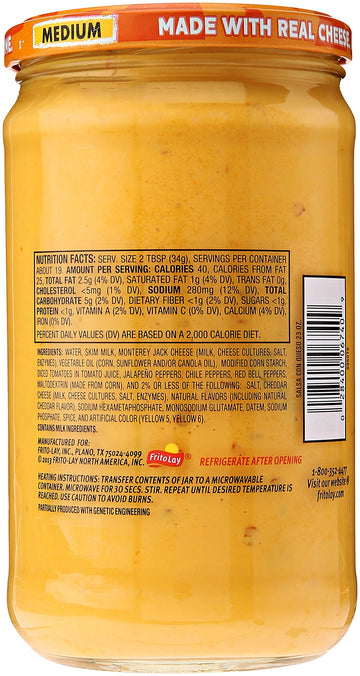 MEDIUM
MADE WITH REAL CHEESE
NUTRITION FACTS: SERV. SIZE 2 TBSP (34g), SERVINGS PER CONTAINER
ABOUT 19. AMOUNT PER SERVING: CALORIES 40, CALORIES FROM FAT
25, TOTAL FAT 2.5g (4% DV), SATURATED FAT 1g (4% DV), TRANS FAT 0g,
CHOLESTEROL <5mg (1% DV), SODIUM 280mg (12% DV), TOTAL
CARBOHYDRATE 5g (2% DV), DIETARY FIBER <1g (2% DV), SUGARS <1g,
PROTEIN <1g, VITAMIN A (2% DV), VITAMIN C (0% DV), CALCIUM (4% DV),
IRON (0% DV).
PERCENT DAILY VALUES (DV) ARE BASED ON A 2,000 CALORIE DIET.
INGREDIENTS: WATER, SKIM MILK, MONTEREY JACK CHEESE (MILK, CHEESE CULTURES, SALT,
ENZYMES), VEGETABLE OIL (CORN, SUNFLOWER AND/OR CANOLA OIL), MODIFIED CORN STARCH,
DICED TOMATOES IN TOMATO JUICE, JALAPEÑO PEPPERS, CHILE PEPPERS, RED BELL PEPPERS,
MALTODEXTRIN (MADE FROM CORN), AND 2% OR LESS OF THE FOLLOWING: SALT, CHEDDAR
CHEESE (MILK, CHEESE CULTURES, SALT, ENZYMES), NATURAL FLAVORS (INCLUDING NATURAL
CHEDDAR FLAVOR), SODIUM HEXAMETAPHOSPHATE, MONOSODIUM GLUTAMATE, DATEM, SODIUM
PHOSPHATE, SPICE, AND ARTIFICIAL COLOR (YELLOW 5, YELLOW 6).
CONTAINS MILK INGREDIENTS.
MANUFACTURED FOR:
FRITO-LAY, INC., PLANO, TX 75024-4099
© 2013 FRITO-LAY NORTH AMERICA, INC.
FritoLay
REFRIGERATE AFTER OPENING
HEATING INSTRUCTIONS: TRANSFER CONTENTS OF JAR TO A MICROWAVABLE
CONTAINER. MICROWAVE FOR 30 SECS. STIR. REPEAT UNTIL DESIRED TEMPERATURE IS
REACHED. USE CAUTION TO AVOID BURNS.
PARTIALLY PRODUCED WITH GENETIC ENGINEERING
SALSA CON QUESO 23 OZ
1-800-352-4477
Visit our website @
fritolay.com